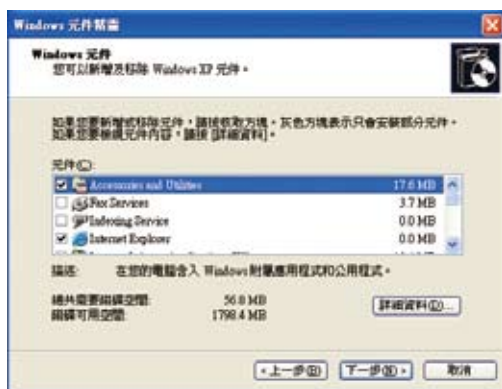 Windows 元件精靈
Windows 元件
您可以新增及移除 Windows XP 元件。
如果您要新增或移除元件，請按核取方塊。灰色方塊表示只會安裝部分元件。
如果您要檢視元件內容，請按 [詳細資料]。
元件(C):
Accessories and Utilities 17.6 MB
Fax Services 3.7 MB
Indexing Service 0.0 MB
Internet Explorer 0.0 MB
描述: 在您的電腦含入 Windows 附屬應用程式和公用程式。
總共需要磁碟空間: 56.8 MB
磁碟可用空間: 1798.4 MB
詳細資料(D)...
<上一步(B)
下一步(N)>
取消